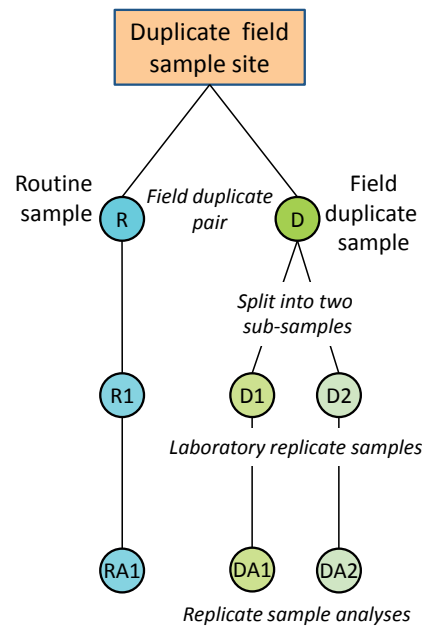 Duplicate field
sample site
Routine
sample
R
Field duplicate
pair
D
Field
duplicate
sample
Split into two
sub-samples
R1
D1
D2
Laboratory replicate samples
RA1
DA1
DA2
Replicate sample analyses